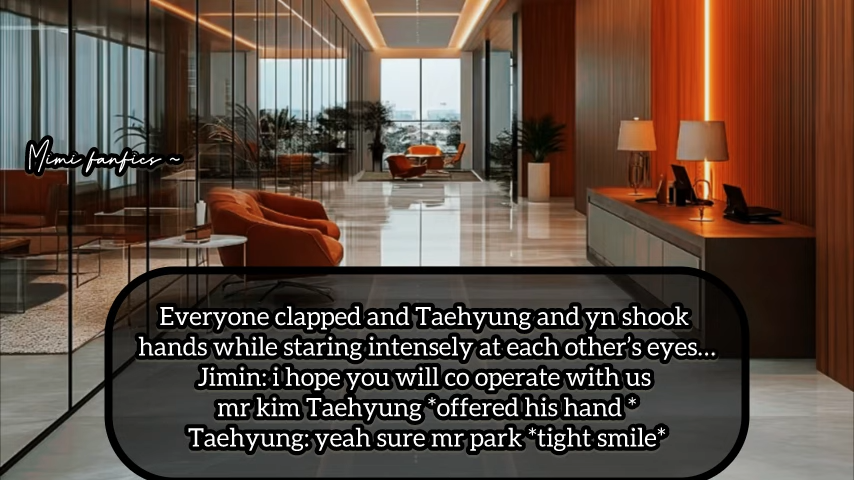 Mimi fanfics ~
Everyone clapped and Taehyung and yn shook
hands while staring intensely at each other’s eyes...
Jimin: i hope you will co operate with us
mr kim Taehyung *offered his hand *
Taehyung: yeah sure mr park *tight smile*